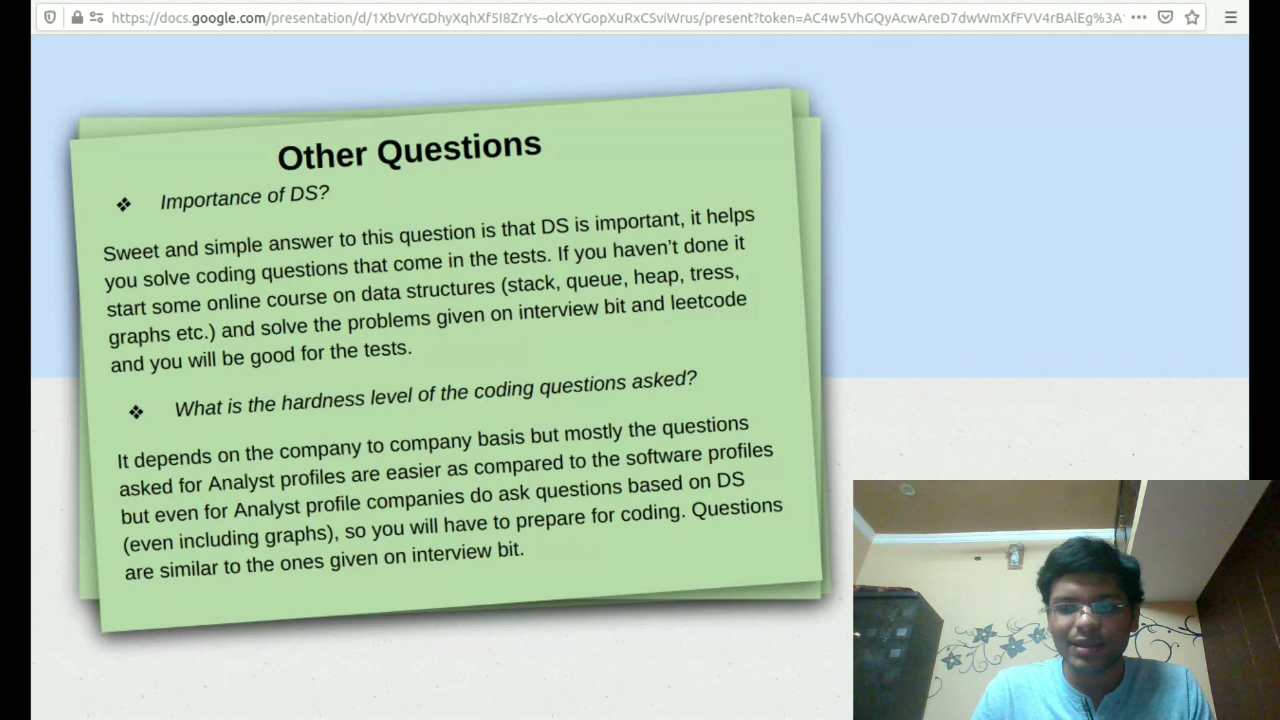 https://docs.google.com/presentation/d/1XbVrYGDhyXqhXf5I8ZrYs--olcXYGopXuRxCSviWrus/present?token=AC4w5VhGQyAcwAreD7dwWmXfFVV4rBAlEg%3A
Other Questions
❖ Importance of DS?
Sweet and simple answer to this question is that DS is important, it helps
you solve coding questions that come in the tests. If you haven't done it
start some online course on data structures (stack, queue, heap, tress,
graphs etc.) and solve the problems given on interview bit and leetcode
and you will be good for the tests.
❖ What is the hardness level of the coding questions asked?
It depends on the company to company basis but mostly the questions
asked for Analyst profiles are easier as compared to the software profiles
but even for Analyst profile companies do ask questions based on DS
(even including graphs), so you will have to prepare for coding. Questions
are similar to the ones given on interview bit.